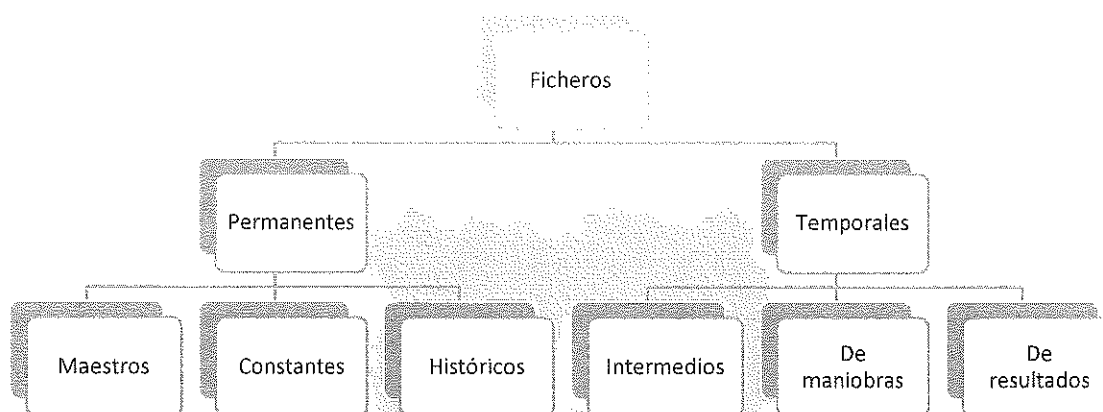 Ficheros
Permanentes
Temporales
Maestros
Constantes
Históricos
Intermedios
De
maniobras
De
resultados